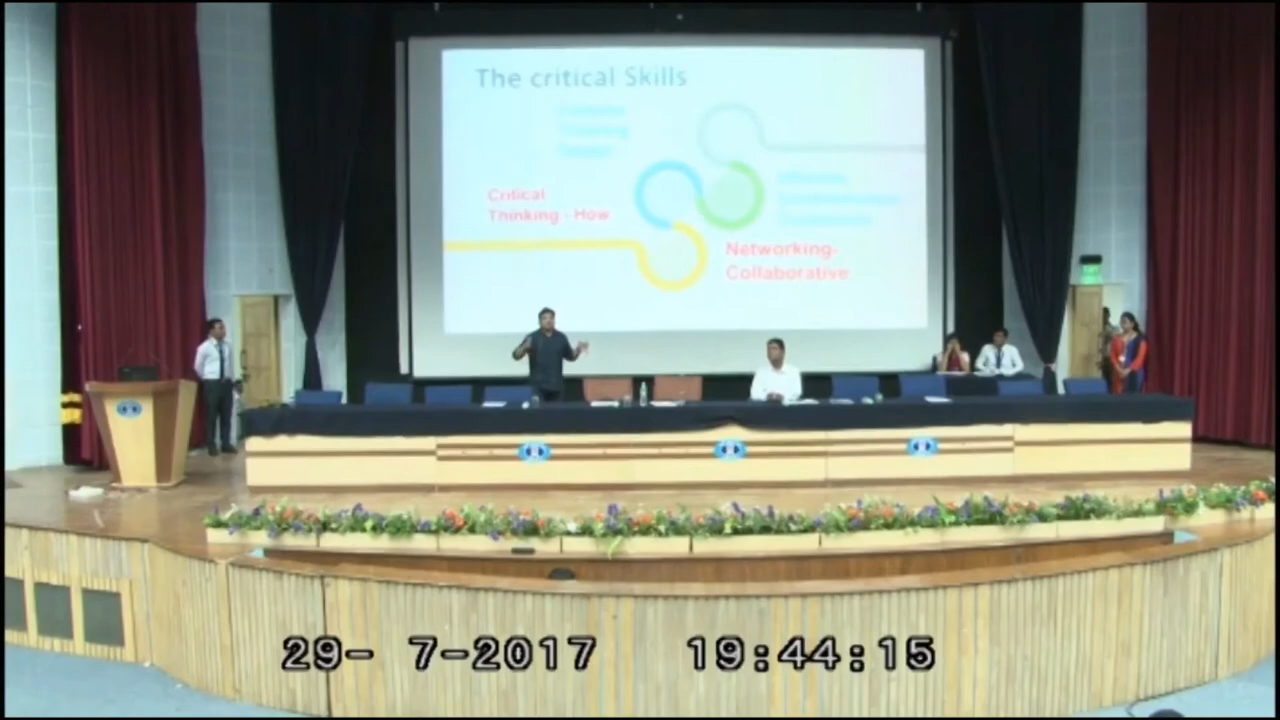 The critical Skills
Critical
Thinking - How
Networking-
Collaborative
29- 7-2017 19:44:15